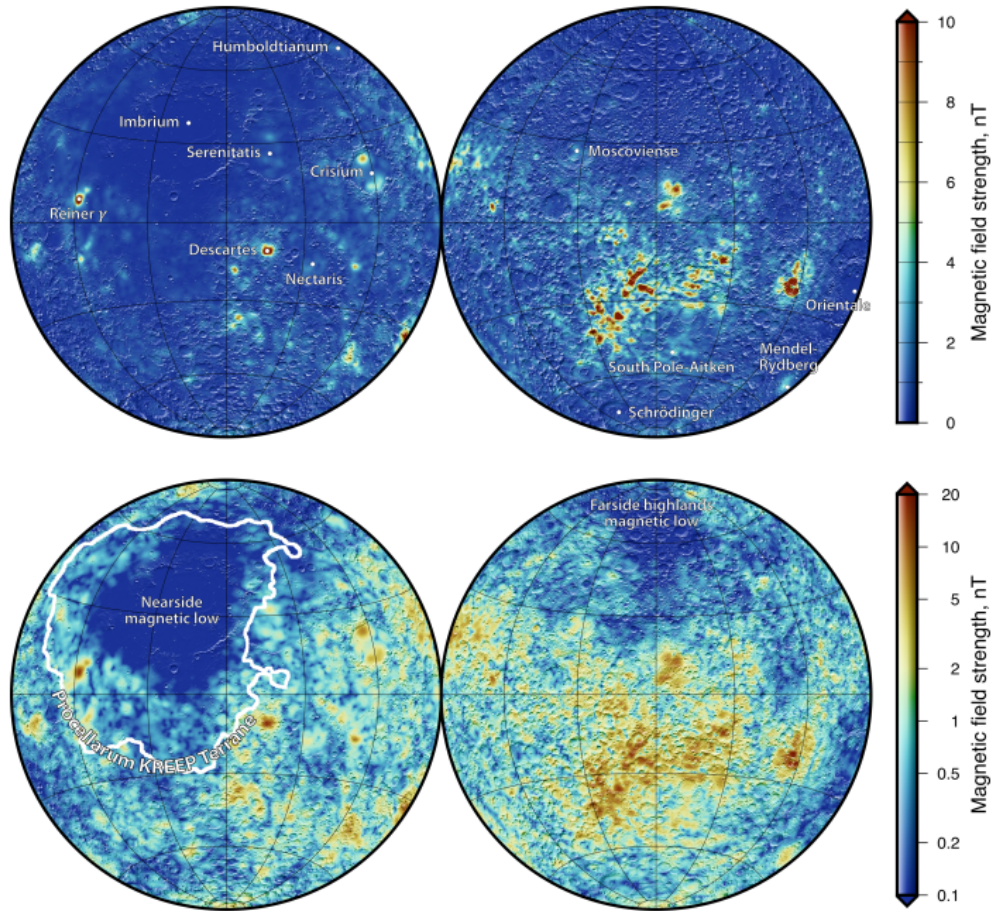 Humboldtianum
Imbrium
Serenitatis
Crisium
Reiner γ
Descartes
Nectaris
Moscoviense
Orientale
Mendel-
Rydberg
South Pole-Aitken
Schrödinger
10
8
6
4
2
0
Magnetic field strength, nT
Nearside
magnetic low
Procellarum KREEP Terrane
Farside highlands
magnetic low
20
10
5
2
1
0.5
0.2
0.1
Magnetic field strength, nT